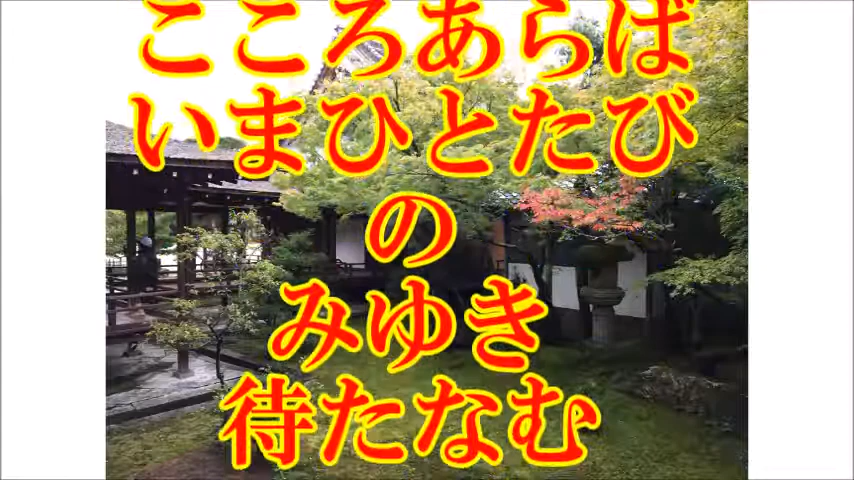 こころあらば
いまひとたび
の
みゆき
待たなむ